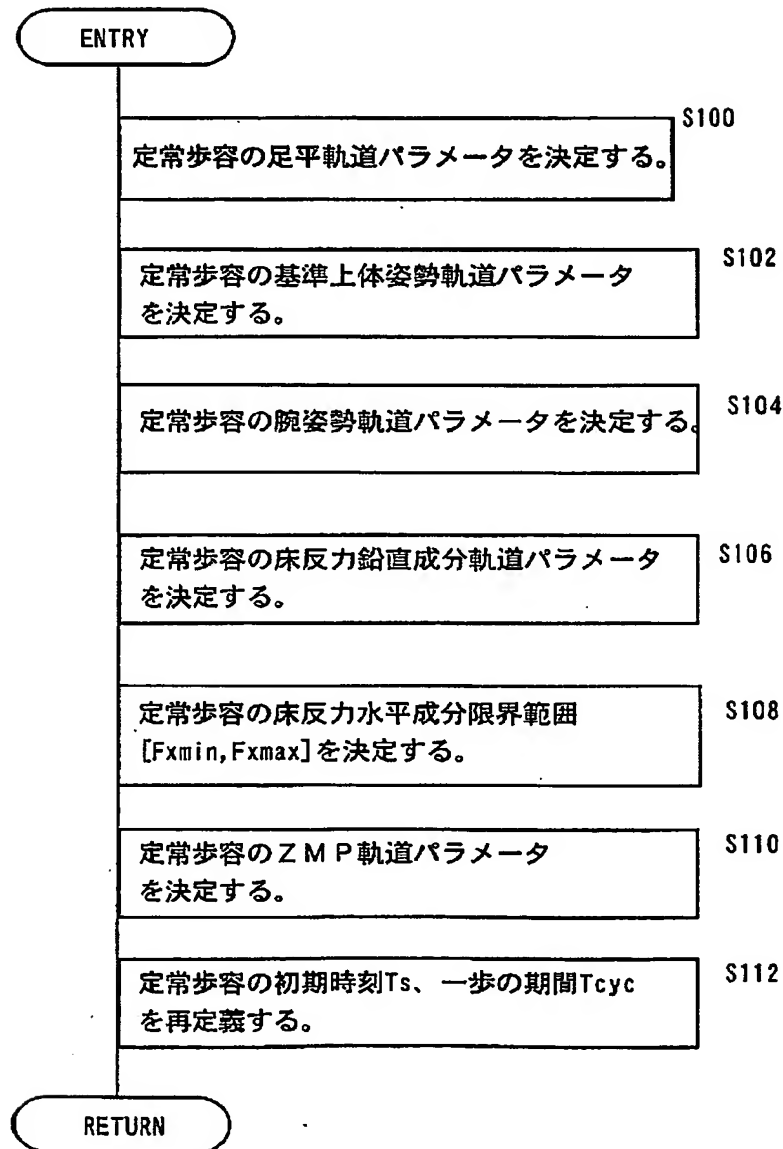 ENTRY
S100
定常歩容の足平軌道パラメータを決定する。
S102
定常歩容の基準上体姿勢軌道パラメータ
を決定する。
S104
定常歩容の腕姿勢軌道パラメータを決定する。
S106
定常歩容の床反力鉛直成分軌道パラメータ
を決定する。
S108
定常歩容の床反力水平成分限界範囲
[Fxmin,Fxmax]を決定する。
S110
定常歩容のＺＭＰ軌道パラメータ
を決定する。
S112
定常歩容の初期時刻Ts、一歩の期間Tcyc
を再定義する。
RETURN